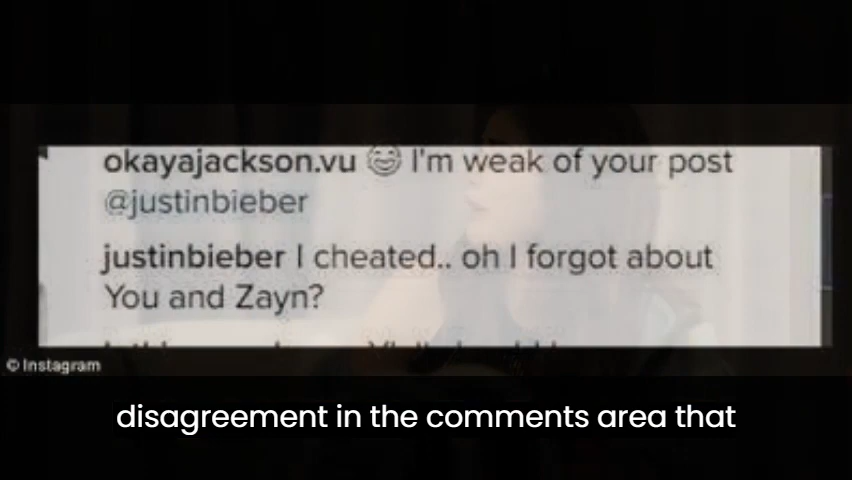 okayajackson.vu 😂 I'm weak of your post
@justinbieber
justinbieber I cheated.. oh I forgot about
You and Zayn?
© Instagram
disagreement in the comments area that